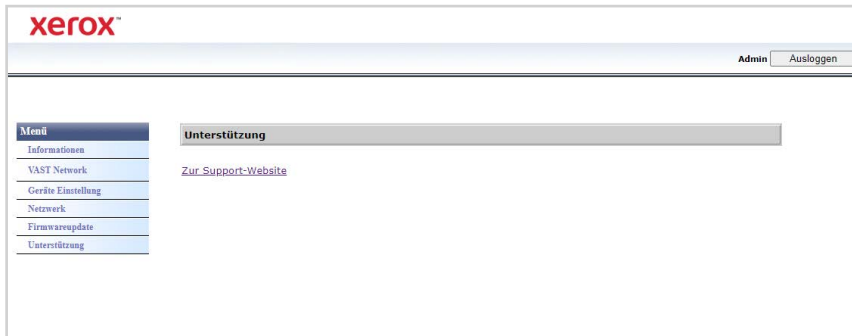 xerox™
Admin Ausloggen
Menü
Informationen
VAST Network
Geräte Einstellung
Netzwerk
Firmwareupdate
Unterstützung
Unterstützung
Zur Support-Website